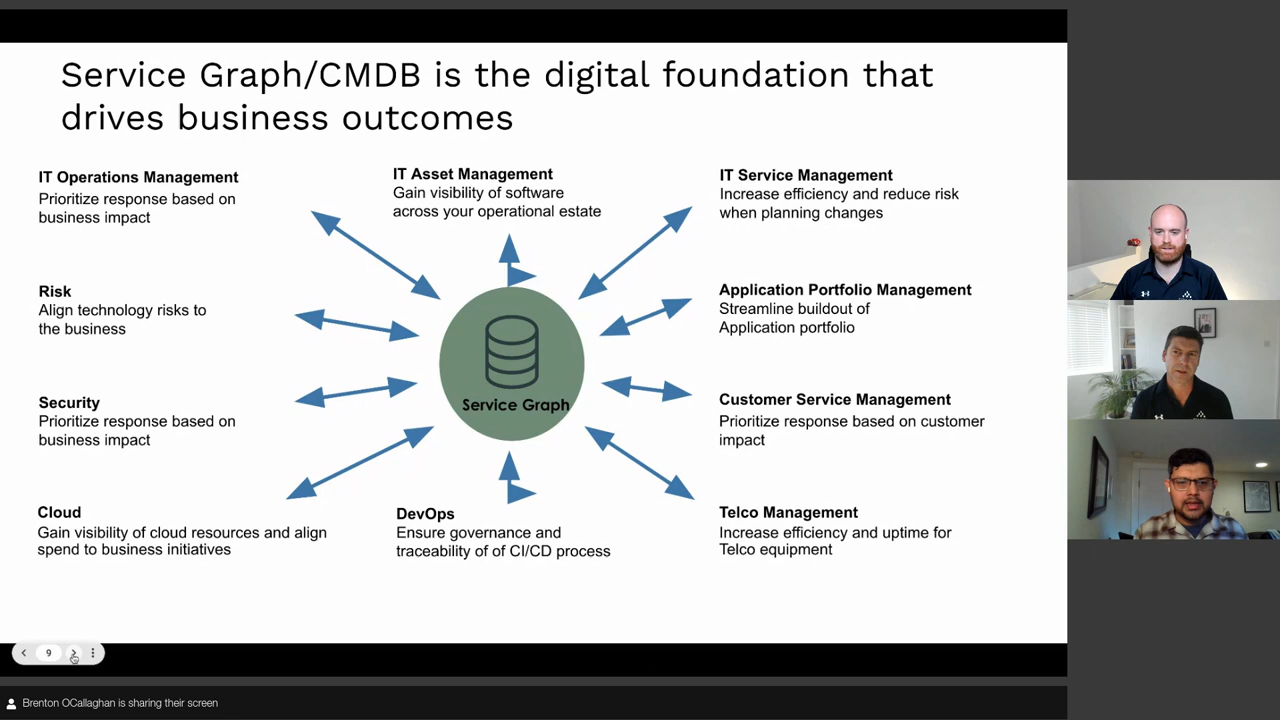 Service Graph/CMDB is the digital foundation that
drives business outcomes
IT Operations Management
Prioritize response based on
business impact
IT Asset Management
Gain visibility of software
across your operational estate
IT Service Management
Increase efficiency and reduce risk
when planning changes
Risk
Align technology risks to
the business
Application Portfolio Management
Streamline buildout of
Application portfolio
Security
Prioritize response based on
business impact
Service Graph
Customer Service Management
Prioritize response based on customer
impact
Cloud
Gain visibility of cloud resources and align
spend to business initiatives
DevOps
Ensure governance and
traceability of of CI/CD process
Telco Management
Increase efficiency and uptime for
Telco equipment
9
Brenton OCallaghan is sharing their screen